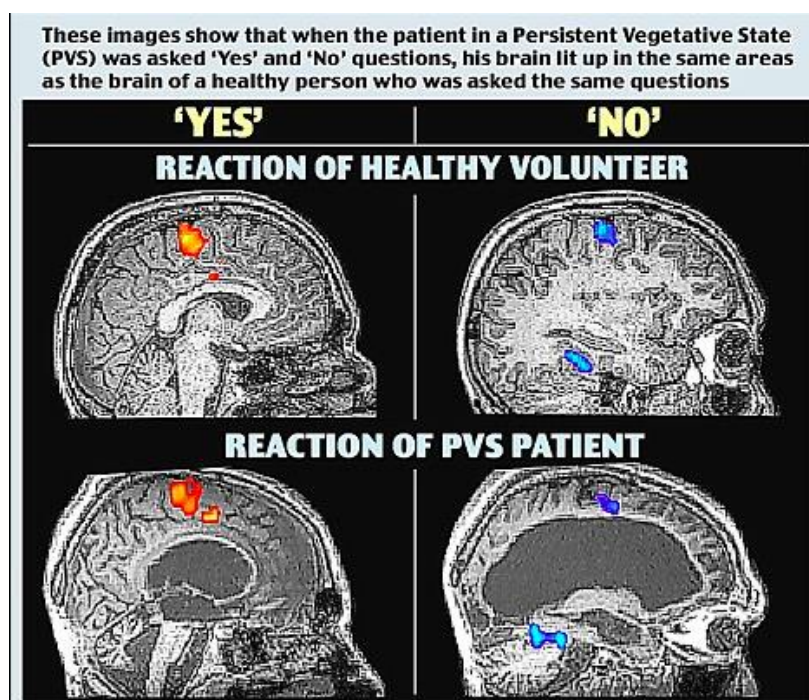 These images show that when the patient in a Persistent Vegetative State
(PVS) was asked ‘Yes’ and ‘No’ questions, his brain lit up in the same areas
as the brain of a healthy person who was asked the same questions
‘YES’ ‘NO’
REACTION OF HEALTHY VOLUNTEER
REACTION OF PVS PATIENT